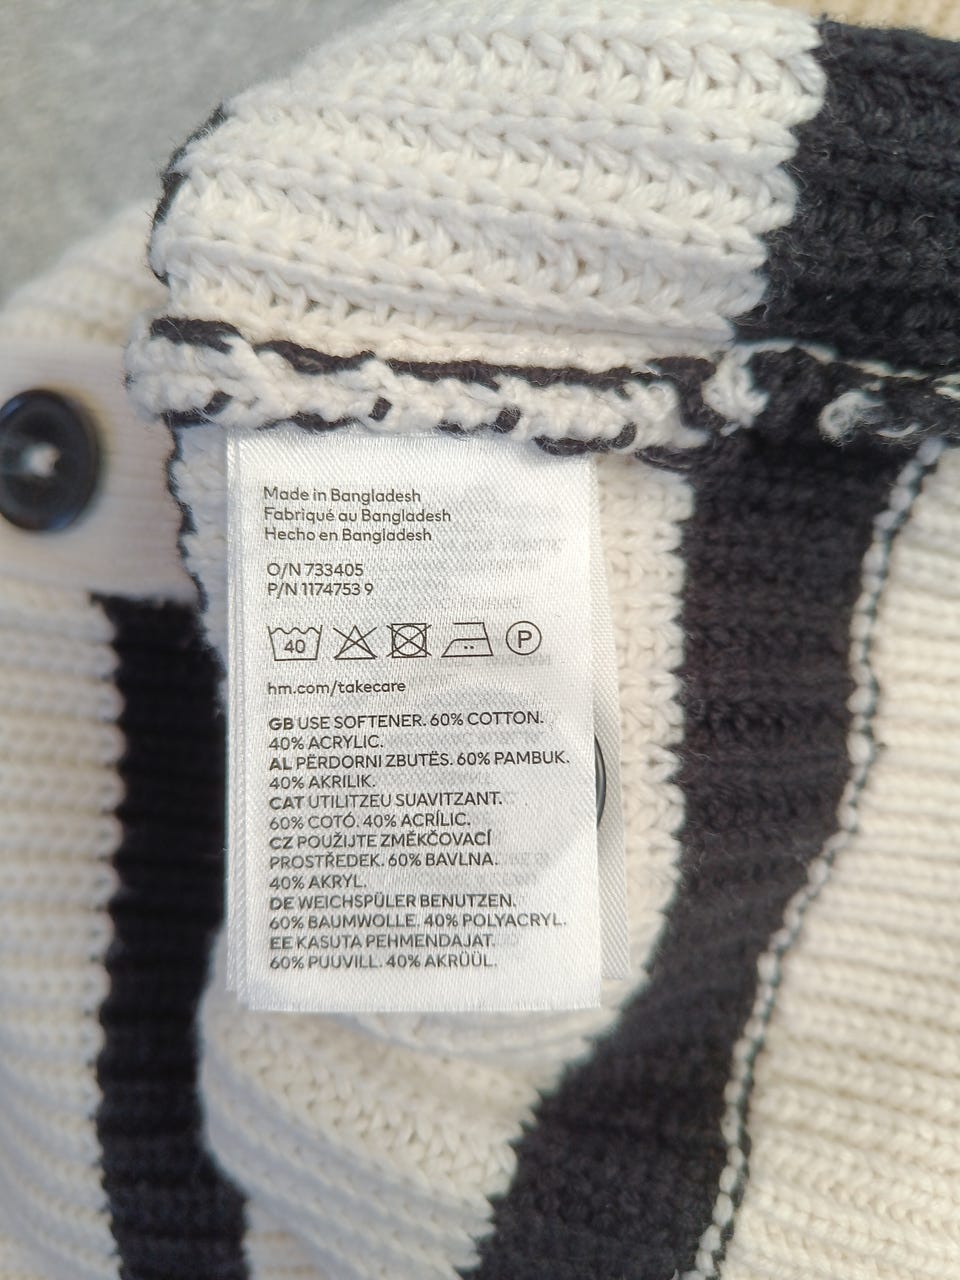 Made in Bangladesh
Fabriqué au Bangladesh
Hecho en Bangladesh
O/N 733405
P/N 1174753 9
40 P
hm.com/takecare
GB USE SOFTENER. 60% COTTON.
40% ACRYLIC.
AL PËRDORNI ZBUTËS. 60% PAMBUK.
40% AKRILIK.
CAT UTILITZEU SUAVITZANT.
60% COTÓ. 40% ACRÍLIC.
CZ POUŽIJTE ZMĚKČOVACÍ
PROSTŘEDEK. 60% BAVLNA.
40% AKRYL.
DE WEICHSPÜLER BENUTZEN.
60% BAUMWOLLE. 40% POLYACRYL.
EE KASUTA PEHMENDAJAT.
60% PUUVILL. 40% AKRÜÜL.